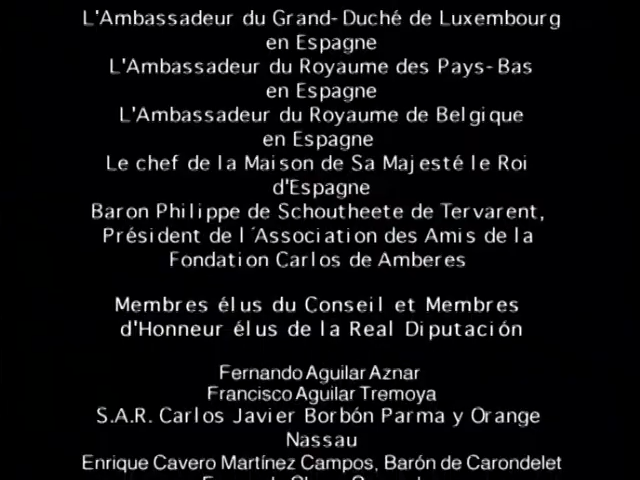 L'Ambassadeur du Grand-Duché de Luxembourg
en Espagne
L'Ambassadeur du Royaume des Pays-Bas
en Espagne
L'Ambassadeur du Royaume de Belgique
en Espagne
Le chef de la Maison de Sa Majesté le Roi
d'Espagne
Baron Philippe de Schoutheete de Tervarent,
Président de l´Association des Amis de la
Fondation Carlos de Amberes
Membres élus du Conseil et Membres
d'Honneur élus de la Real Diputación
Fernando Aguilar Aznar
Francisco Aguilar Tremoya
S.A.R. Carlos Javier Borbón Parma y Orange
Nassau
Enrique Cavero Martínez Campos, Barón de Carondelet